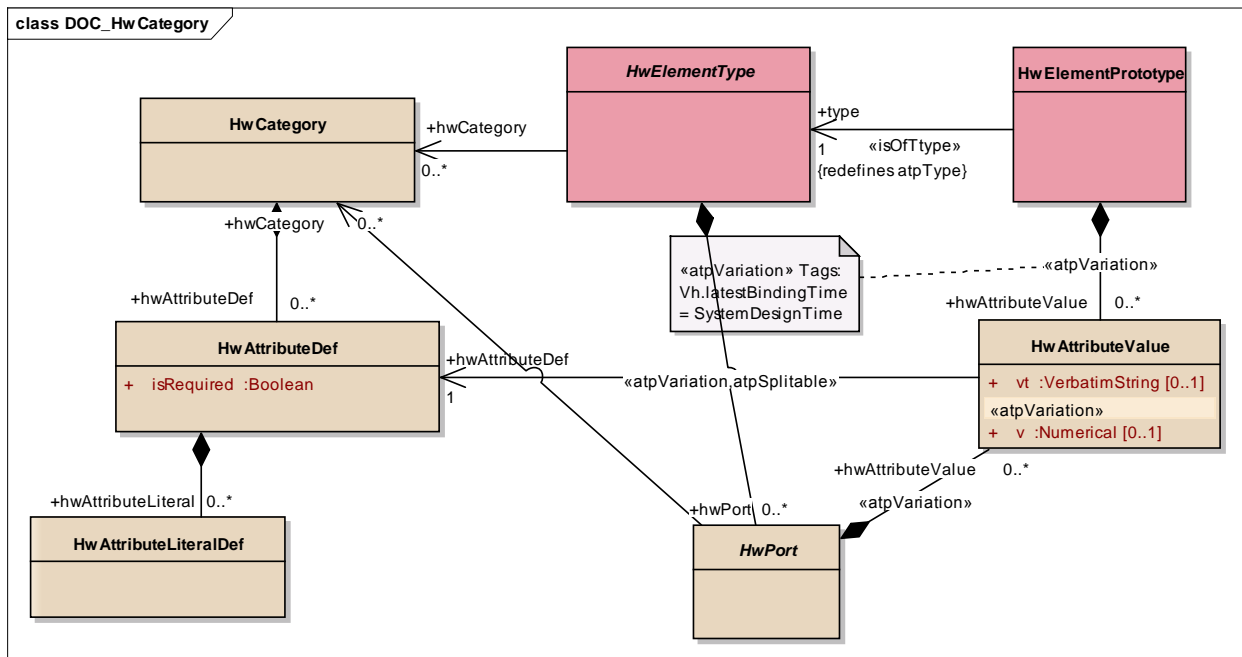 class DOC_HwCategory
HwElementType
HwElementPrototype
HwCategory
+hwCategory
0..*
+type
«isOfTtype»
1
{redefines atpType}
+hwCategory
0..*
«atpVariation» Tags:
Vh.latestBindingTime
= SystemDesignTime
«atpVariation»
+hwAttributeDef
0..*
+hwAttributeValue
0..*
HwAttributeDef
+ isRequired :Boolean
+hwAttributeDef
1
«atpVariation,atpSplitable»
HwAttributeValue
+ vt :VerbatimString [0..1]
«atpVariation»
+ v :Numerical [0..1]
+hwAttributeValue
0..*
«atpVariation»
+hwAttributeLiteral
0..*
+hwPort
0..*
HwAttributeLiteralDef
HwPort